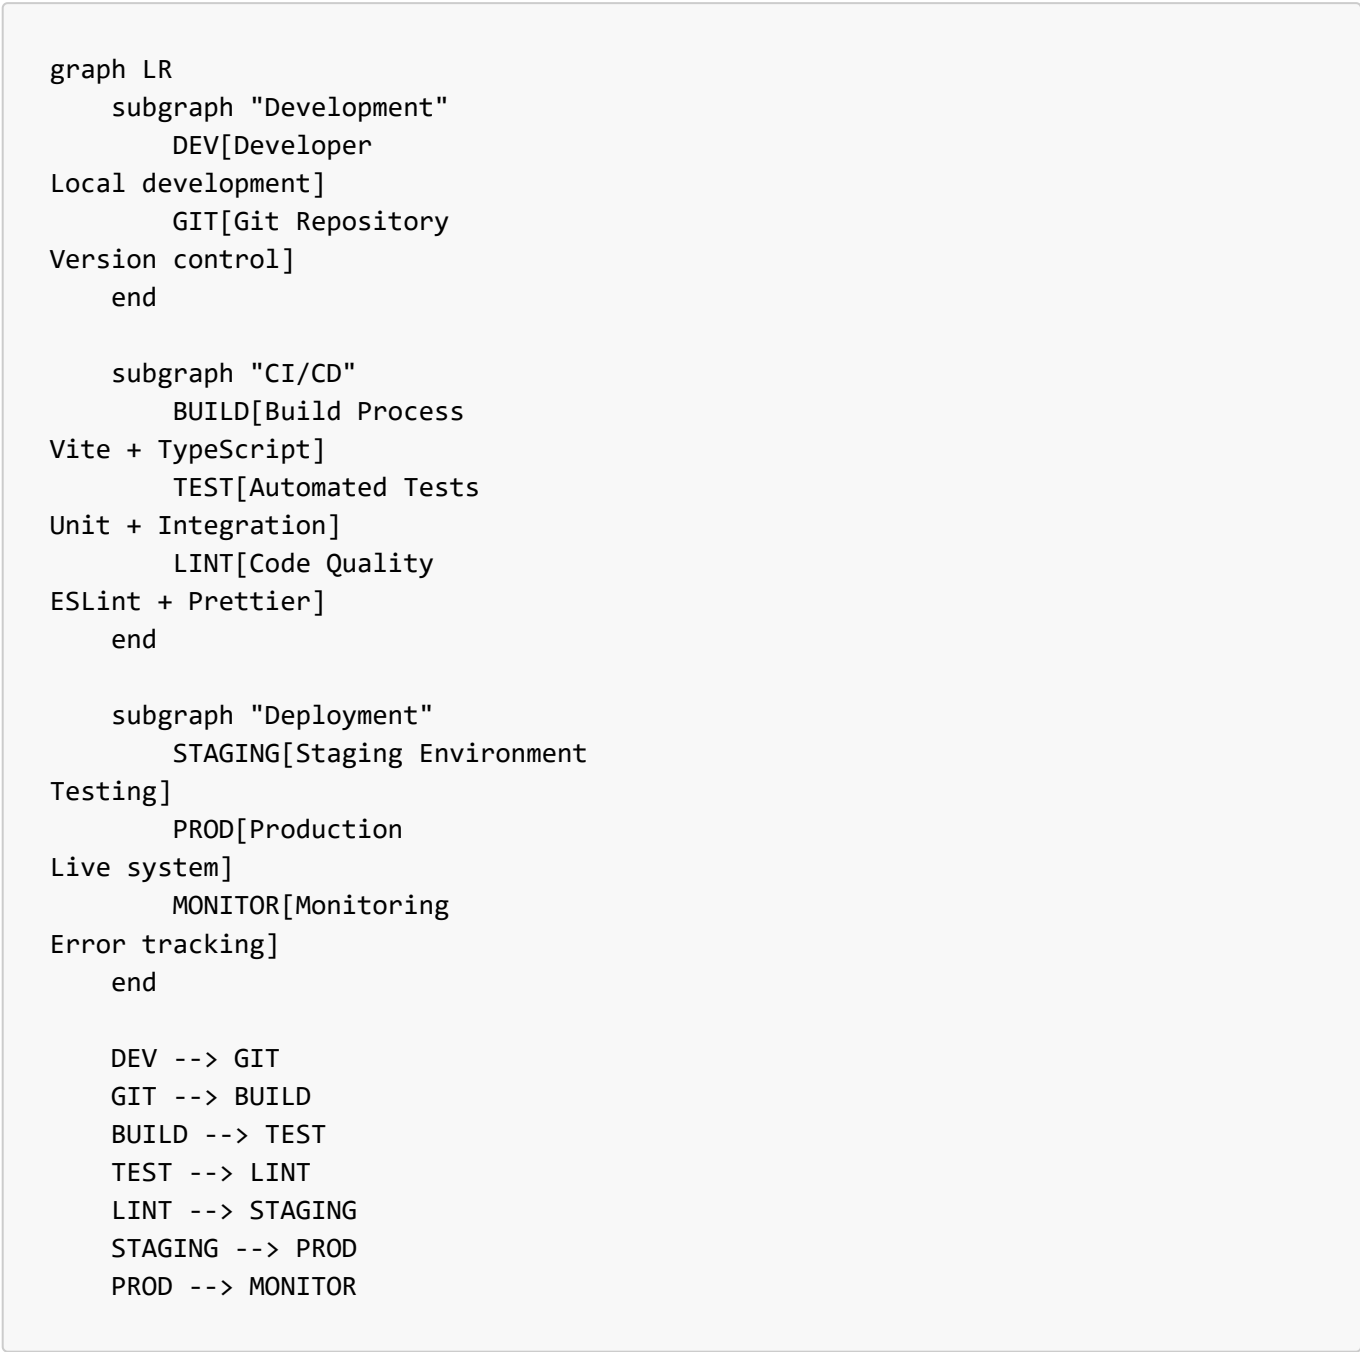 graph LR
    subgraph "Development"
        DEV[Developer
Local development]
        GIT[Git Repository
Version control]
    end

    subgraph "CI/CD"
        BUILD[Build Process
Vite + TypeScript]
        TEST[Automated Tests
Unit + Integration]
        LINT[Code Quality
ESLint + Prettier]
    end

    subgraph "Deployment"
        STAGING[Staging Environment
Testing]
        PROD[Production
Live system]
        MONITOR[Monitoring
Error tracking]
    end

    DEV --> GIT
    GIT --> BUILD
    BUILD --> TEST
    TEST --> LINT
    LINT --> STAGING
    STAGING --> PROD
    PROD --> MONITOR